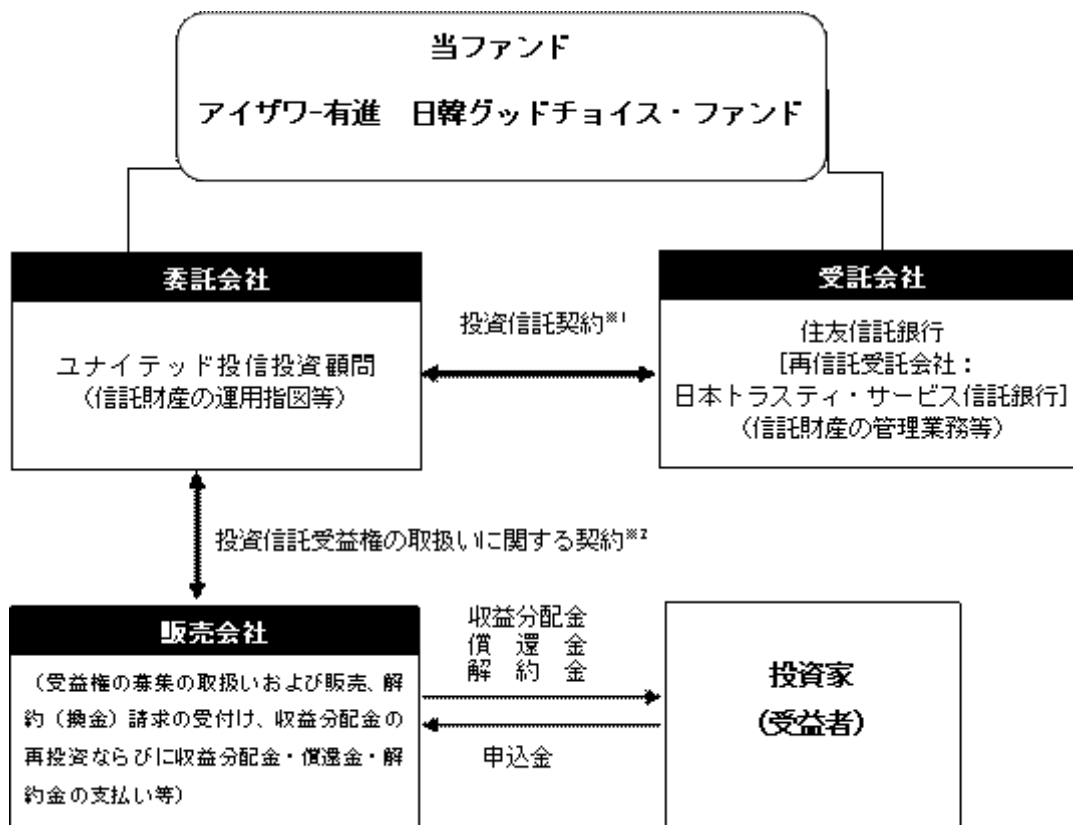 当ファンド
アイザワ-有進　日韓グッドチョイス・ファンド
委託会社
ユナイテッド投信投資顧問
（信託財産の運用指図等）
投資信託契約※1
受託会社
住友信託銀行
[再信託受託会社：
日本トラスティ・サービス信託銀行]
（信託財産の管理業務等）
投資信託受益権の取扱いに関する契約※2
販売会社
（受益権の募集の取扱いおよび販売、解
約（換金）請求の受付け、収益分配金の
再投資ならびに収益分配金・償還金・解
約金の支払い等）
収益分配金
償　還　金
解　約　金
申込金
投資家
（受益者）